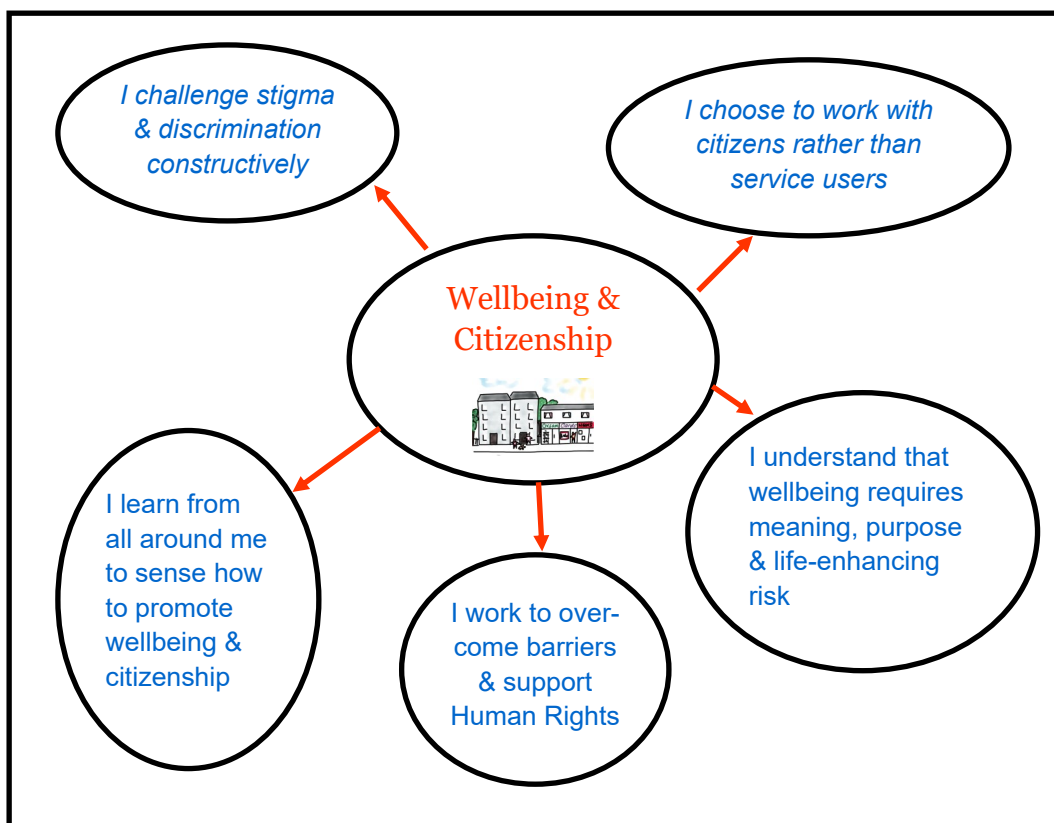 I challenge stigma
& discrimination
constructively
I choose to work with
citizens rather than
service users
Wellbeing &
Citizenship
I understand that
wellbeing requires
meaning, purpose
& life-enhancing
risk
I learn from
all around me
to sense how
to promote
wellbeing &
citizenship
I work to over-
come barriers
& support
Human Rights